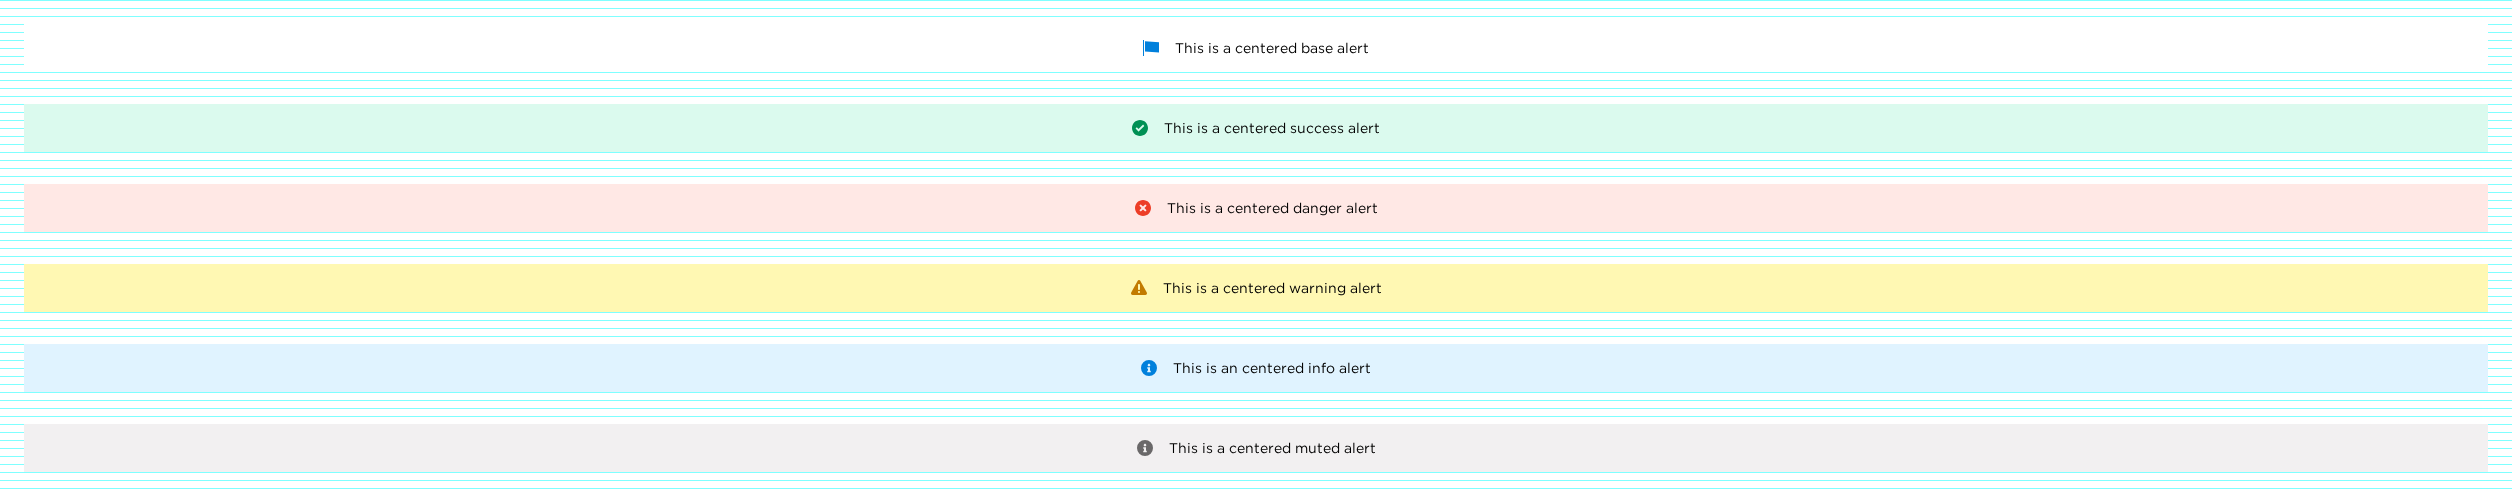 This is a centered base alert
This is a centered success alert
This is a centered danger alert
This is a centered warning alert
This is an centered info alert
This is a centered muted alert